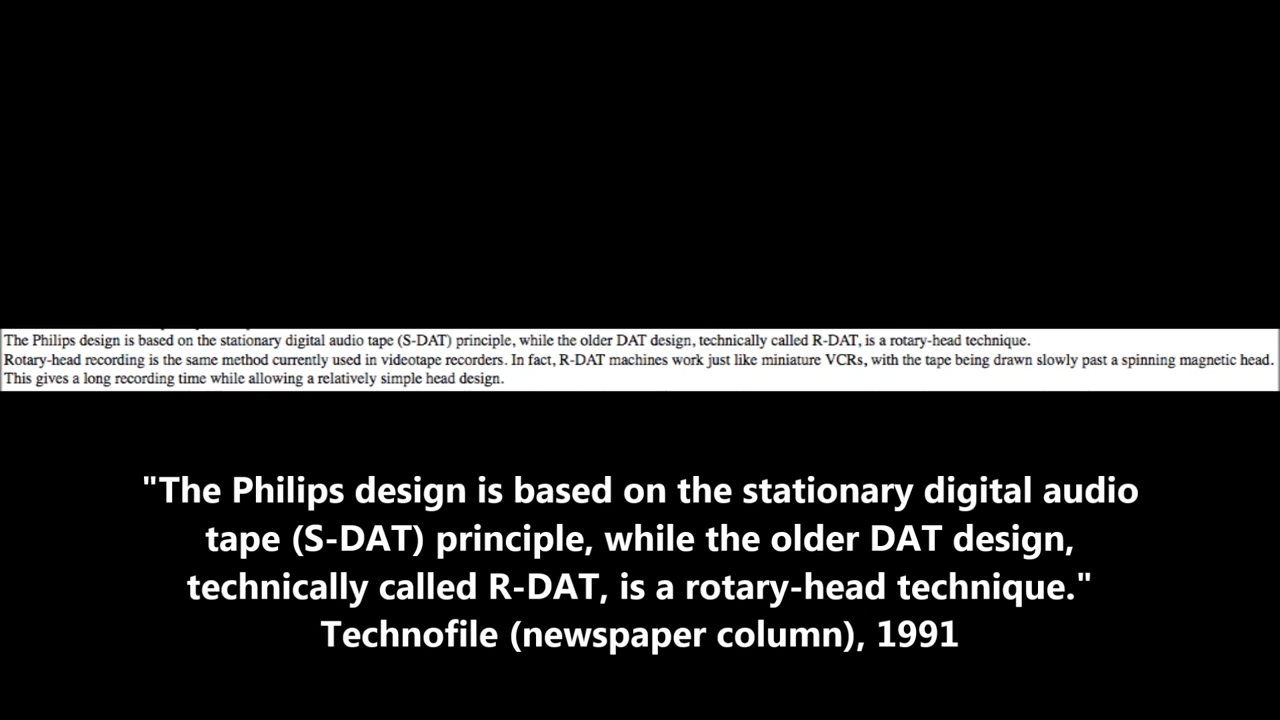 The Philips design is based on the stationary digital audio tape (S-DAT) principle, while the older DAT design, technically called R-DAT, is a rotary-head technique.
Rotary-head recording is the same method currently used in videotape recorders. In fact, R-DAT machines work just like miniature VCRs, with the tape being drawn slowly past a spinning magnetic head.
This gives a long recording time while allowing a relatively simple head design.
"The Philips design is based on the stationary digital audio
tape (S-DAT) principle, while the older DAT design,
technically called R-DAT, is a rotary-head technique."
Technofile (newspaper column), 1991